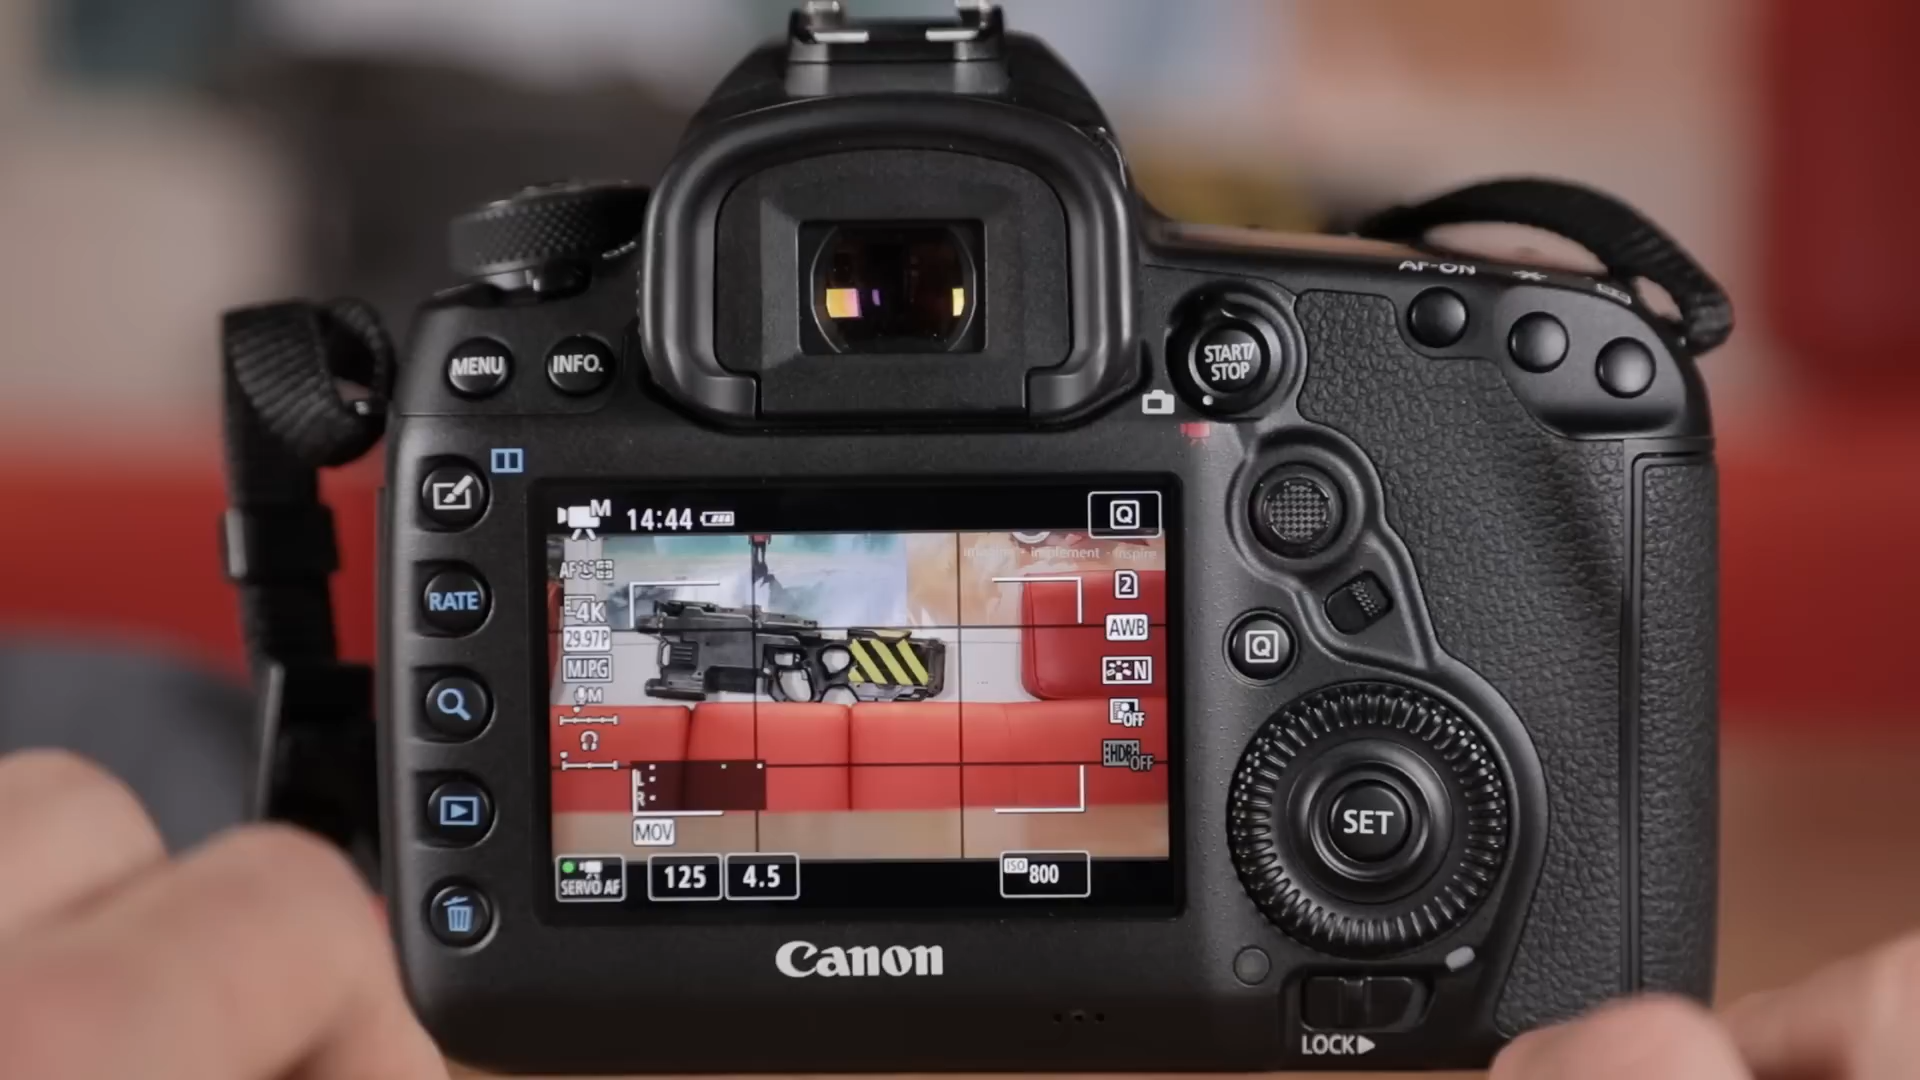 AF-ON
MENU
INFO.
START/
STOP
M
14:44
Q
implement
AF
4K
2
29.97P
AWB
RATE
MJPG
N
Q
M
OFF
HDR
OFF
L
R
MOV
SET
SERVO AF
125
4.5
ISO
800
Canon
LOCK